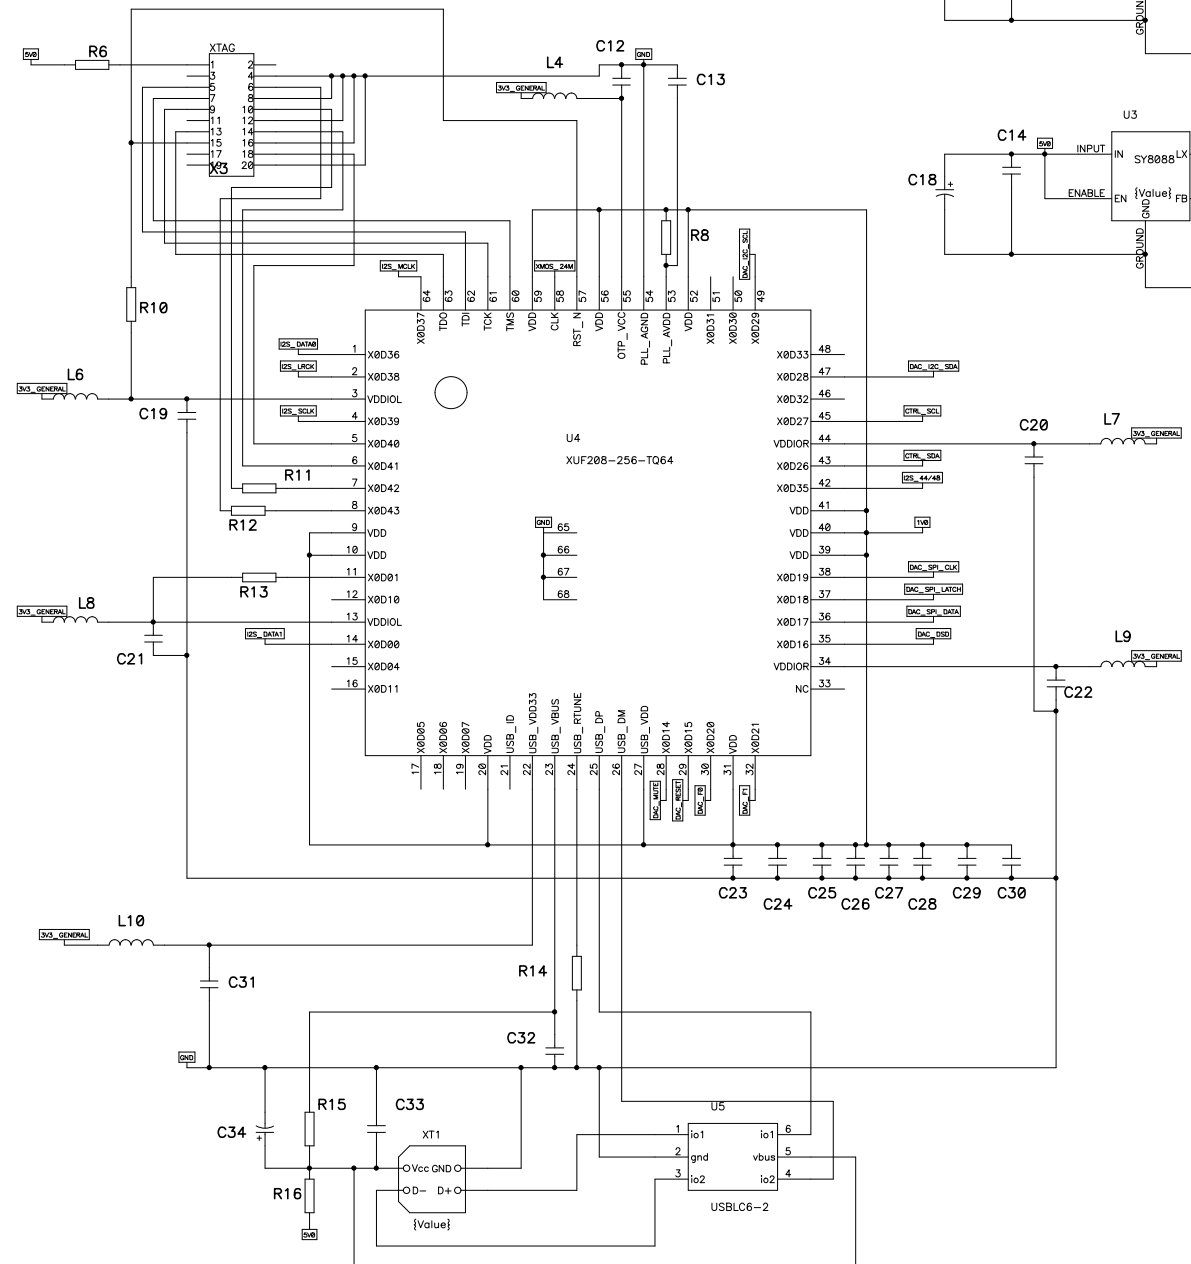 GROUND
XTAG
5V0
R6
1
2
3
4
5
6
7
8
9
10
11
12
13
14
15
16
17
18
19
20
X3
C12
GND
L4
3V3_GENERAL
C13
U3
C14
5V0
INPUT
IN
LX
SY8088
C18
+
ENABLE
EN
{Value}
FB
GND
GROUND
R8
DAC_I2C_SCL
I2S_MCLK
XMOS_24M
R10
64
63
62
61
60
59
58
57
56
55
54
53
52
51
50
49
X0D37
TDO
TDI
TCK
TMS
VDD
CLK
RST_N
VDD
OTP_VCC
PLL_AGND
PLL_AVDD
VDD
X0D31
X0D30
X0D29
I2S_DATA0
1
X0D36
X0D33
48
I2S_LRCK
2
X0D38
X0D28
47
DAC_I2C_SDA
L6
3V3_GENERAL
3
VDDIOL
X0D32
46
C19
I2S_SCLK
4
X0D39
X0D27
45
CTRL_SCL
C20
L7
3V3_GENERAL
U4
5
X0D40
VDDIOR
44
XUF208-256-TQ64
6
X0D41
X0D26
43
CTRL_SDA
R11
7
X0D42
X0D35
42
I2S_44/48
R12
8
X0D43
VDD
41
GND
65
9
VDD
VDD
40
1V0
66
10
VDD
VDD
39
67
R13
11
X0D01
X0D19
38
DAC_SPI_CLK
68
12
X0D10
X0D18
37
DAC_SPI_LATCH
L8
3V3_GENERAL
13
VDDIOL
X0D17
36
DAC_SPI_DATA
C21
I2S_DATA1
14
X0D00
X0D16
35
DAC_DSD
15
X0D04
VDDIOR
34
L9
3V3_GENERAL
16
X0D11
NC
33
C22
X0D05
X0D06
X0D07
VDD
USB_ID
USB_VDD33
USB_VBUS
USB_RTUNE
USB_DP
USB_DM
USB_VDD
X0D14
X0D15
X0D20
VDD
X0D21
17
18
19
20
21
22
23
24
25
26
27
28
29
30
31
32
DAC_MUTE
DAC_RESET
DAC_F0
DAC_F1
C23
C24
C25
C26
C27
C28
C29
C30
L10
3V3_GENERAL
C31
R14
C32
GND
C34
+
R15
C33
XT1
Vcc
GND
D-
D+
{Value}
R16
5V0
U5
1
io1
io1
6
2
gnd
vbus
5
3
io2
io2
4
USBLC6-2